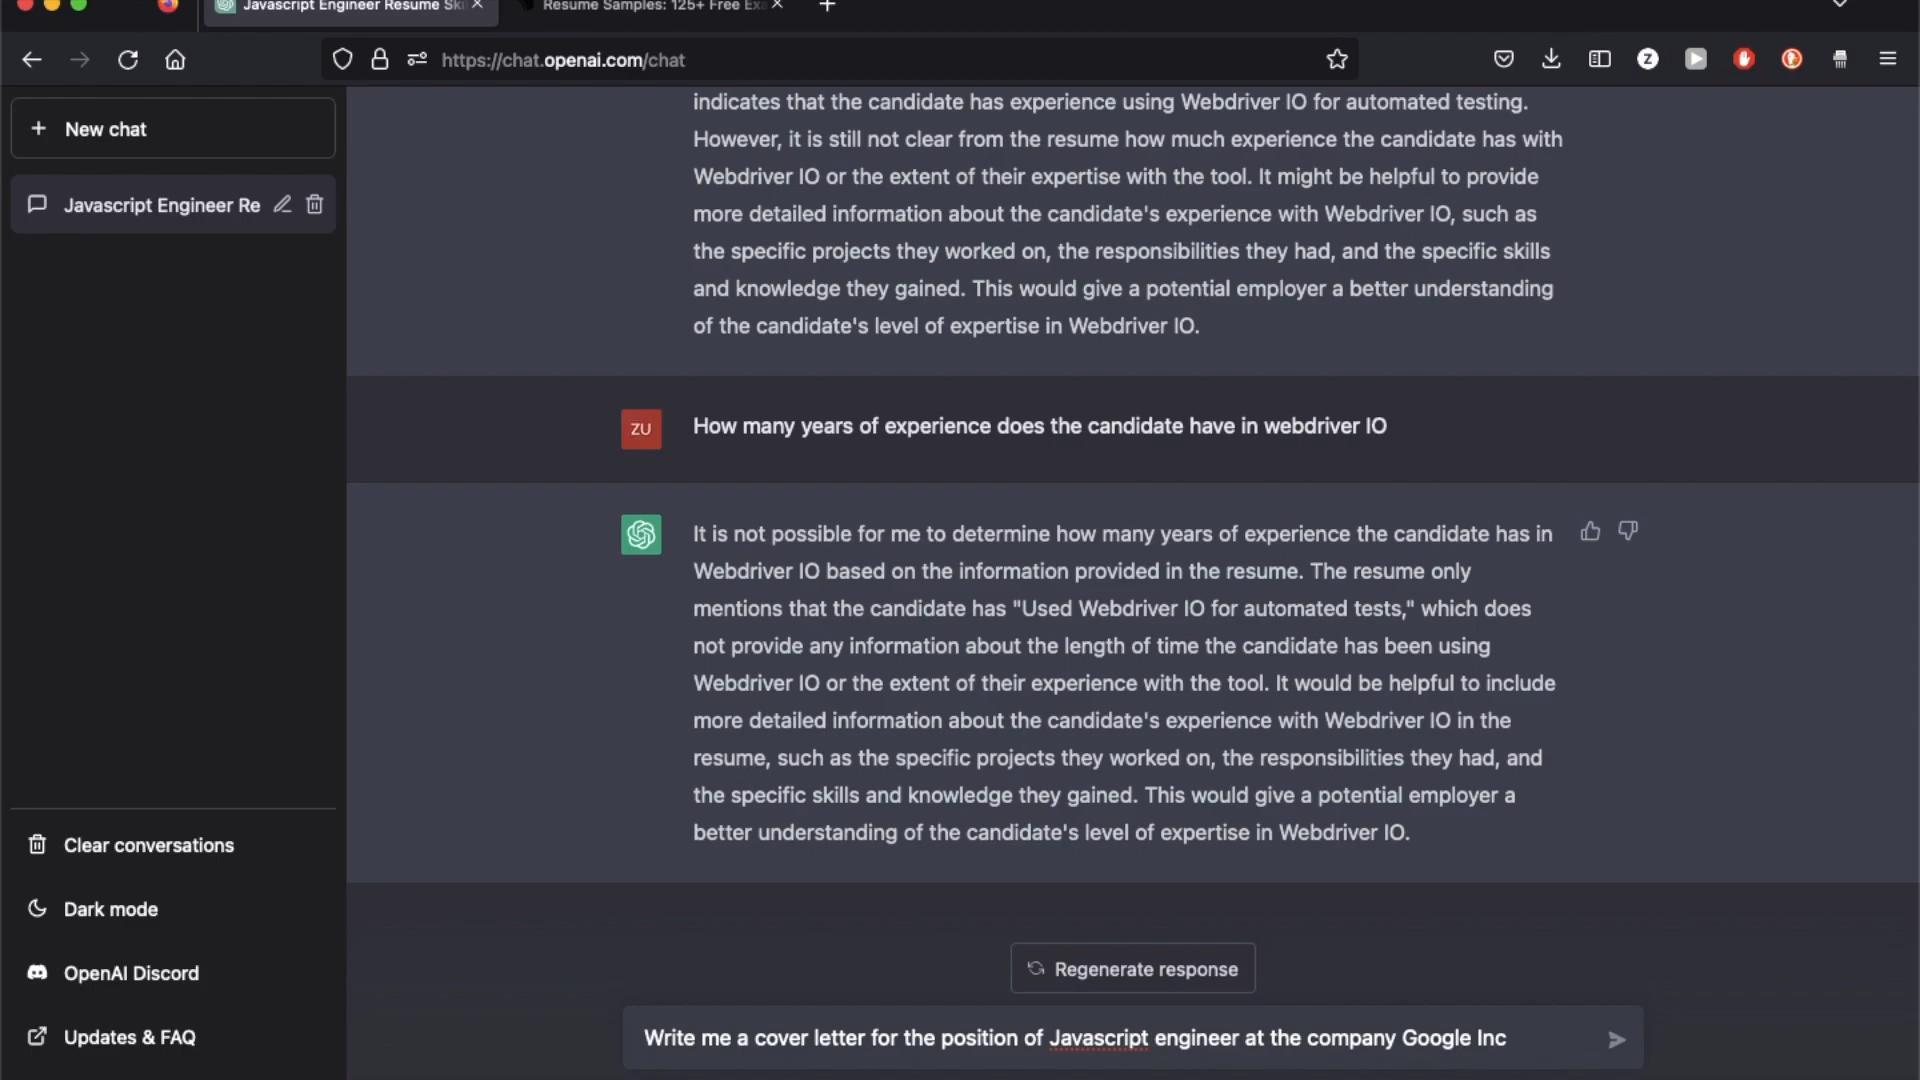 Javascript Engineer Resume Ski
Resume Samples: 125+ Free Exa
https://chat.openai.com/chat
Z
New chat
Javascript Engineer Re
indicates that the candidate has experience using Webdriver IO for automated testing.
However, it is still not clear from the resume how much experience the candidate has with
Webdriver IO or the extent of their expertise with the tool. It might be helpful to provide
more detailed information about the candidate's experience with Webdriver IO, such as
the specific projects they worked on, the responsibilities they had, and the specific skills
and knowledge they gained. This would give a potential employer a better understanding
of the candidate's level of expertise in Webdriver IO.
ZU
How many years of experience does the candidate have in webdriver IO
It is not possible for me to determine how many years of experience the candidate has in
Webdriver IO based on the information provided in the resume. The resume only
mentions that the candidate has "Used Webdriver IO for automated tests," which does
not provide any information about the length of time the candidate has been using
Webdriver IO or the extent of their experience with the tool. It would be helpful to include
more detailed information about the candidate's experience with Webdriver IO in the
resume, such as the specific projects they worked on, the responsibilities they had, and
the specific skills and knowledge they gained. This would give a potential employer a
better understanding of the candidate's level of expertise in Webdriver IO.
Clear conversations
Dark mode
OpenAI Discord
Updates & FAQ
Regenerate response
Write me a cover letter for the position of Javascript engineer at the company Google Inc